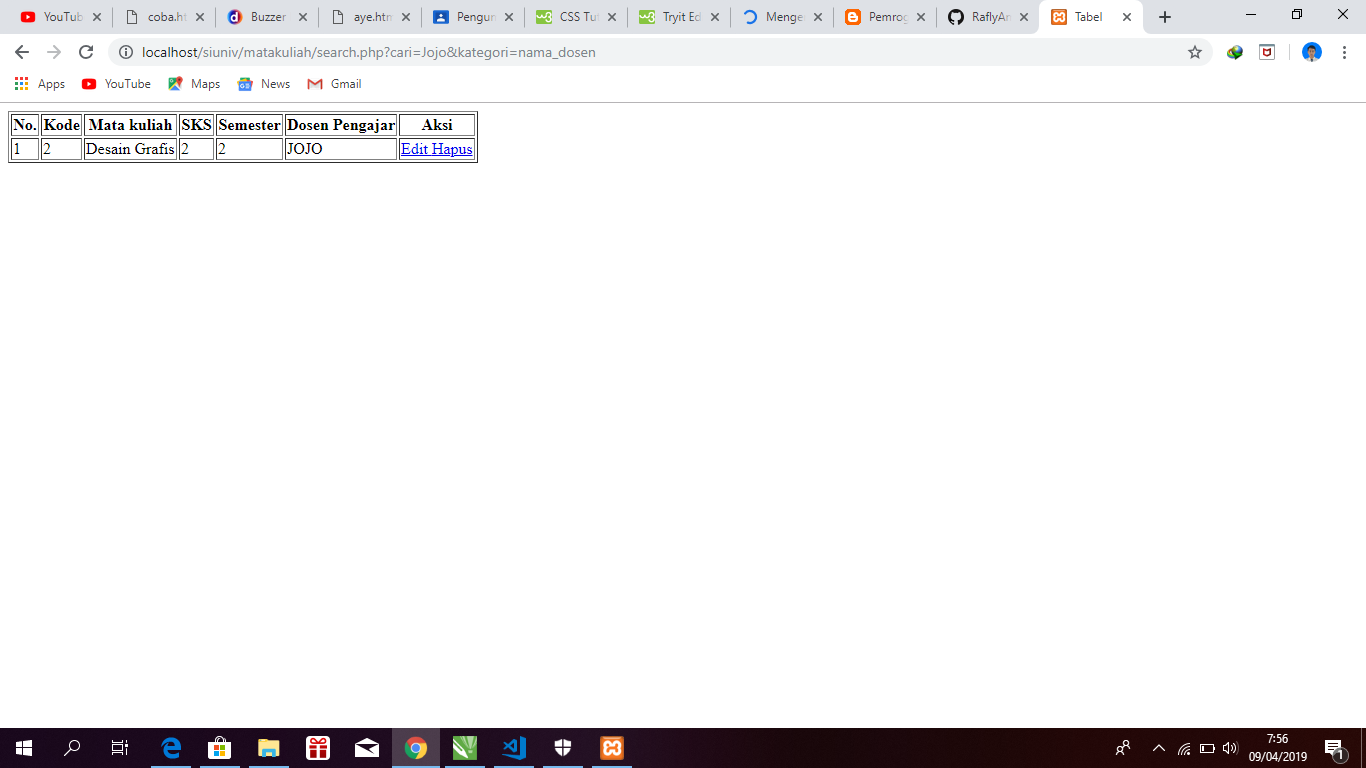 YouTub coba.ht Buzzer aye.htm Pengun CSS Tut Tryit Ed Menge Pemrog RaflyAn Tabel
localhost/siuniv/matakuliah/search.php?cari=Jojo&kategori=nama_dosen
Apps YouTube Maps News Gmail
No. Kode Mata kuliah SKS Semester Dosen Pengajar Aksi
1 2 Desain Grafis 2 2 JOJO Edit Hapus
7:56
09/04/2019
1